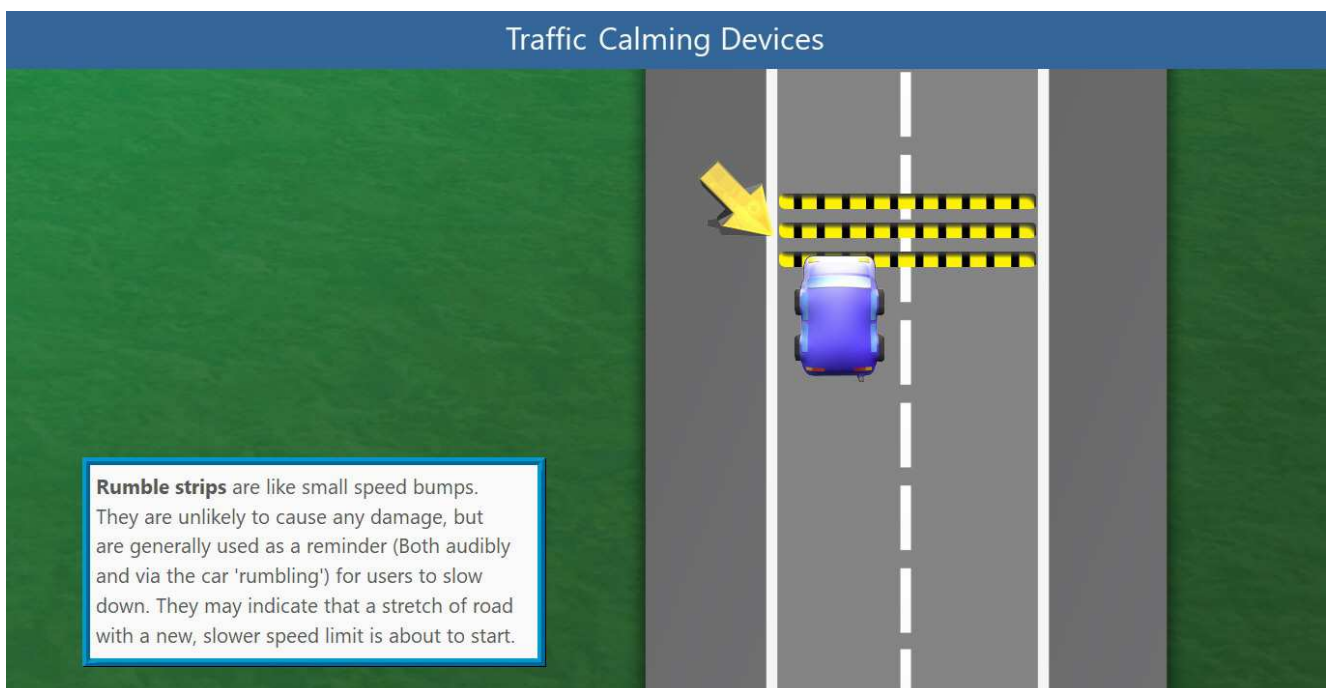 Traffic Calming Devices
Rumble strips are like small speed bumps.
They are unlikely to cause any damage, but
are generally used as a reminder (Both audibly
and via the car 'rumbling') for users to slow
down. They may indicate that a stretch of road
with a new, slower speed limit is about to start.